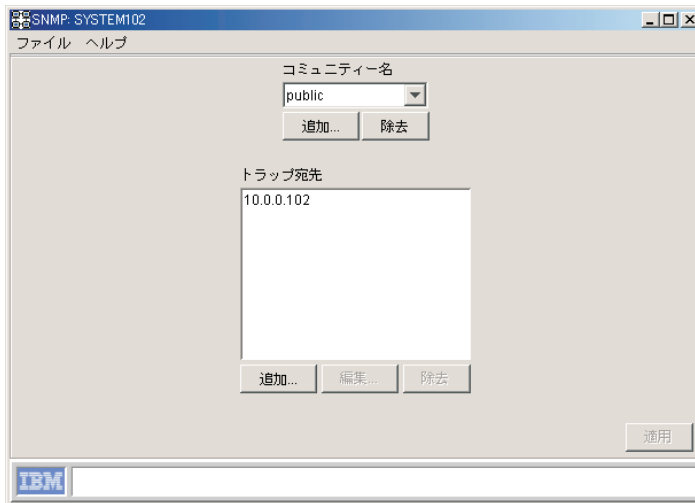 SNMP: SYSTEM102
ファイル ヘルプ
コミュニティー名
public
追加... 除去
トラップ宛先
10.0.0.102
追加... 編集... 除去
適用
IBM